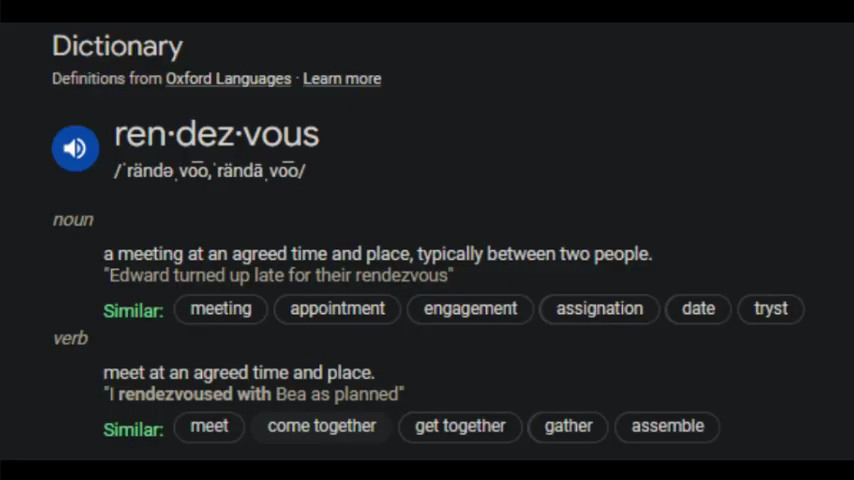 Dictionary
Definitions from Oxford Languages · Learn more
ren·dez·vous
/ˈrändəˌvo͞o,ˈrändāˌvo͞o/
noun
a meeting at an agreed time and place, typically between two people.
"Edward turned up late for their rendezvous"
Similar: meeting appointment engagement assignation date tryst
verb
meet at an agreed time and place.
"I rendezvoused with Bea as planned"
Similar: meet come together get together gather assemble